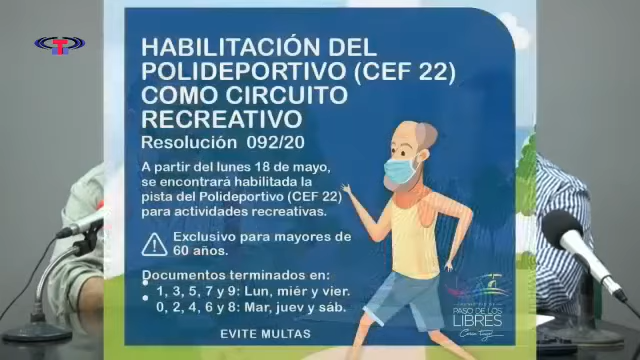 HABILITACIÓN DEL
POLIDEPORTIVO (CEF 22)
COMO CIRCUITO
RECREATIVO
Resolución 092/20
A partir del lunes 18 de mayo,
se encontrará habilitada la
pista del Polideportivo (CEF 22)
para actividades recreativas.
Exclusivo para mayores de
60 años.
Documentos terminados en:
• 1, 3, 5, 7 y 9: Lun, miér y vier.
• 0, 2, 4, 6 y 8: Mar, juev y sáb.
EVITE MULTAS
PASO DE LOS
LIBRES